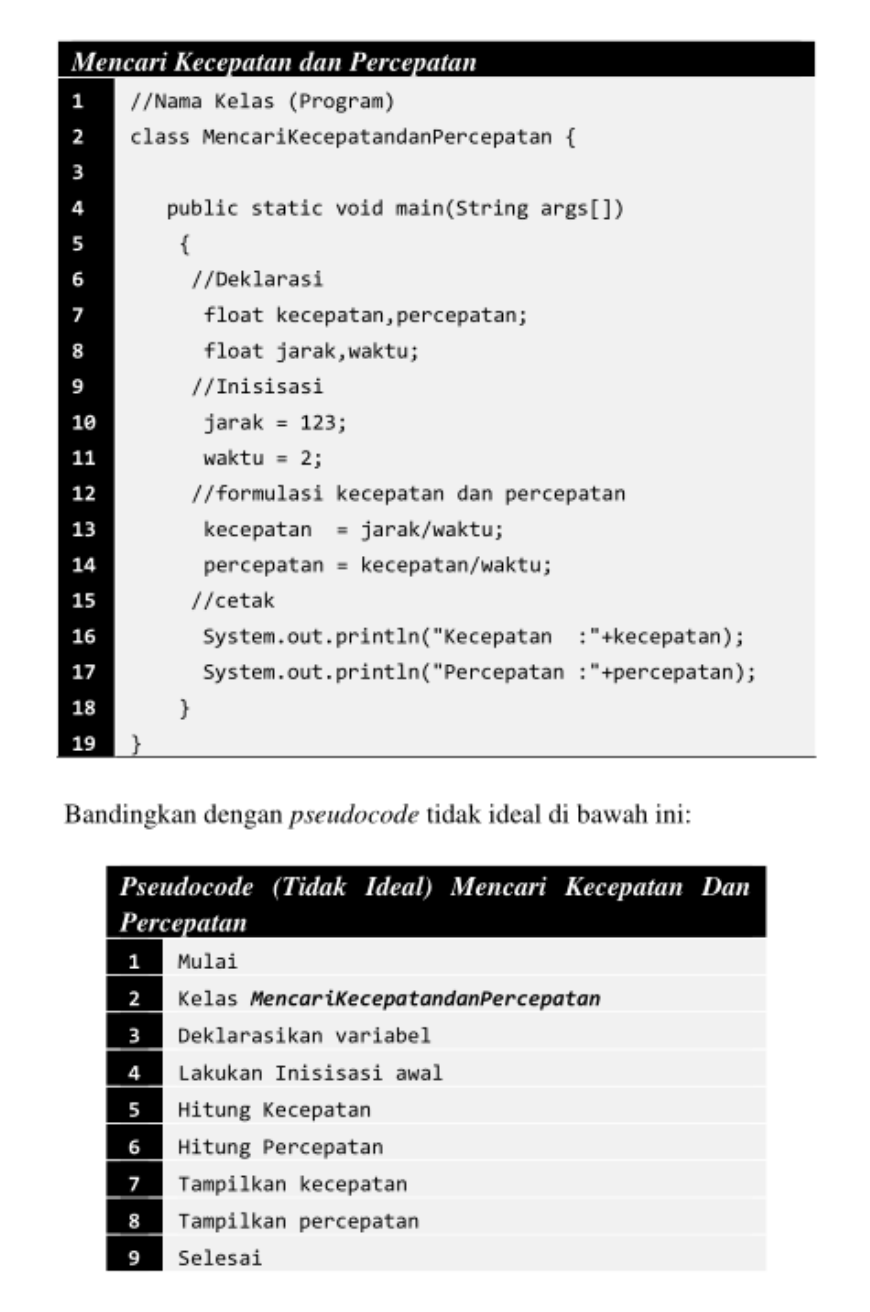 Mencari Kecepatan dan Percepatan
1 //Nama Kelas (Program)
2 class MencariKecepatandanPercepatan {
3
4 public static void main(String args[])
5 {
6 //Deklarasi
7 float kecepatan,percepatan;
8 float jarak,waktu;
9 //Inisisasi
10 jarak = 123;
11 waktu = 2;
12 //formulasi kecepatan dan percepatan
13 kecepatan  = jarak/waktu;
14 percepatan = kecepatan/waktu;
15 //cetak
16 System.out.println("Kecepatan  :"+kecepatan);
17 System.out.println("Percepatan :"+percepatan);
18 }
19 }
Bandingkan dengan pseudocode tidak ideal di bawah ini:
Pseudocode (Tidak Ideal) Mencari Kecepatan Dan
Percepatan
1 Mulai
2 Kelas MencariKecepatandanPercepatan
3 Deklarasikan variabel
4 Lakukan Inisisasi awal
5 Hitung Kecepatan
6 Hitung Percepatan
7 Tampilkan kecepatan
8 Tampilkan percepatan
9 Selesai